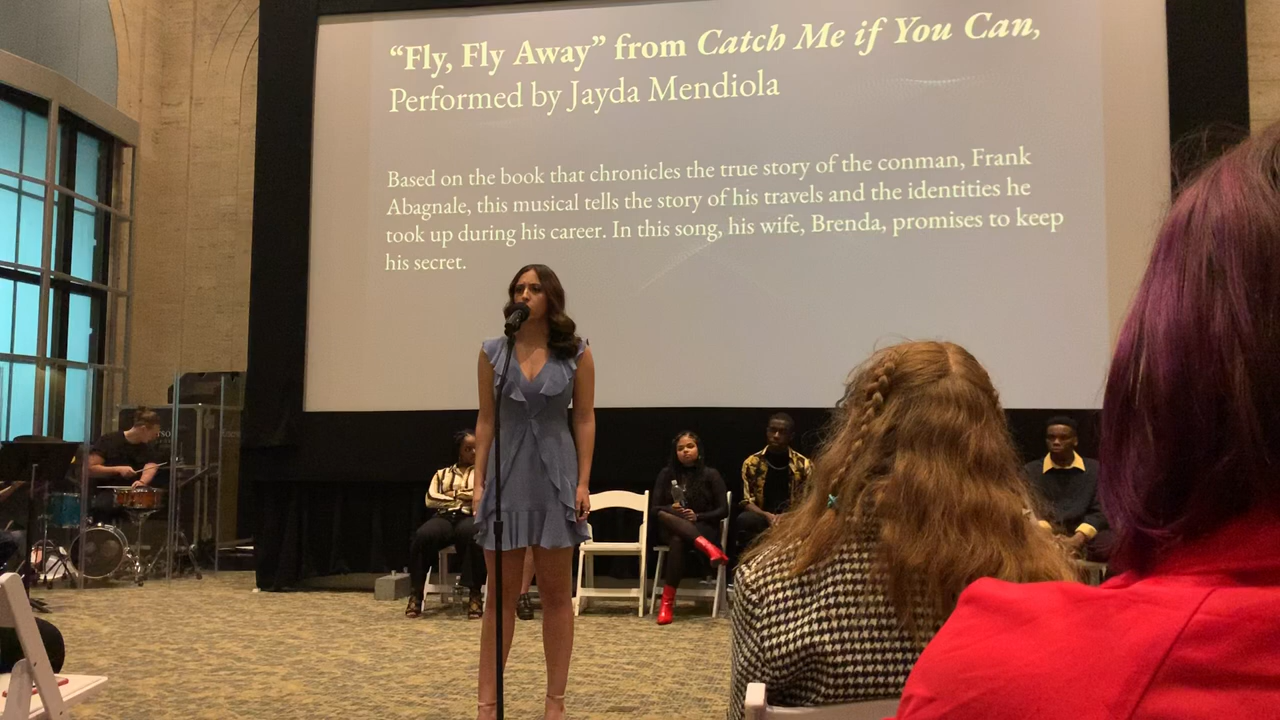 “Fly, Fly Away” from Catch Me if You Can,
Performed by Jayda Mendiola
Based on the book that chronicles the true story of the conman, Frank
Abagnale, this musical tells the story of his travels and the identities he
took up during his career. In this song, his wife, Brenda, promises to keep
his secret.